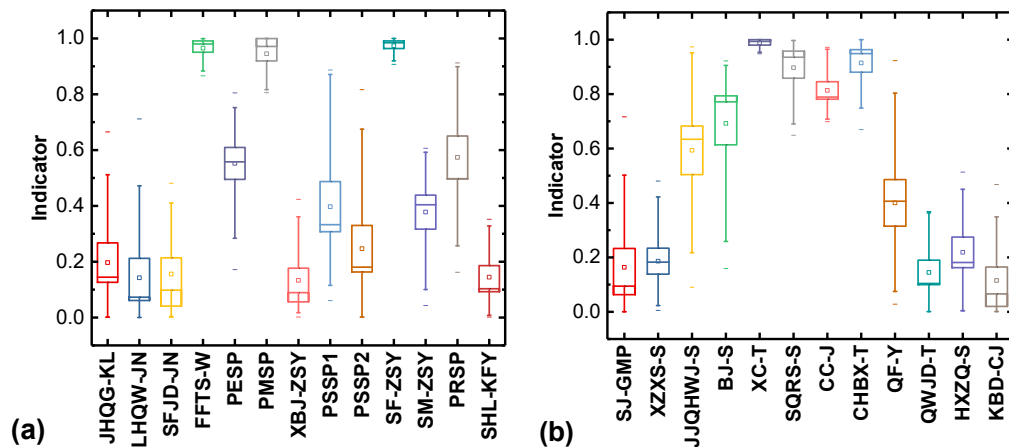 Indicator
1.0
0.8
0.6
0.4
0.2
0.0
JHQG-KL
LHQW-JN
SFJD-JN
FFTS-W
PESP
PMSP
XBJ-ZSY
PSSP1
PSSP2
SF-ZSY
SM-ZSY
PRSP
SHL-KFY
(a)
Indicator
1.0
0.8
0.6
0.4
0.2
0.0
SJ-GMP
XZXS-S
JJQHWJ-S
BJ-S
XC-T
SQRS-S
CC-J
CHBX-T
QF-Y
QWJD-T
HXZQ-S
KBD-CJ
(b)